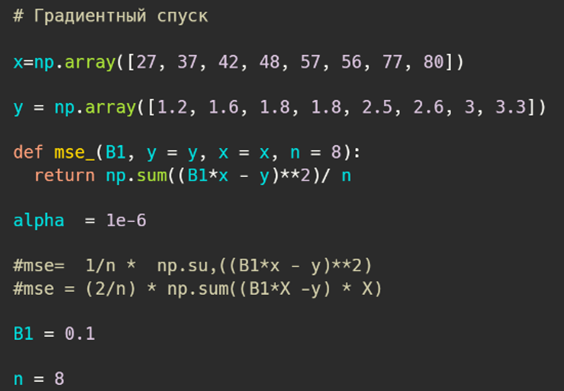 # Градиентный спуск
x=np.array([27, 37, 42, 48, 57, 56, 77, 80])
y = np.array([1.2, 1.6, 1.8, 1.8, 2.5, 2.6, 3, 3.3])
def mse_(B1, y = y, x = x, n = 8):
  return np.sum((B1*x - y)**2)/ n
alpha  = 1e-6
#mse=  1/n *  np.su,((B1*x - y)**2)
#mse = (2/n) * np.sum((B1*X -y) * X)
B1 = 0.1
n = 8